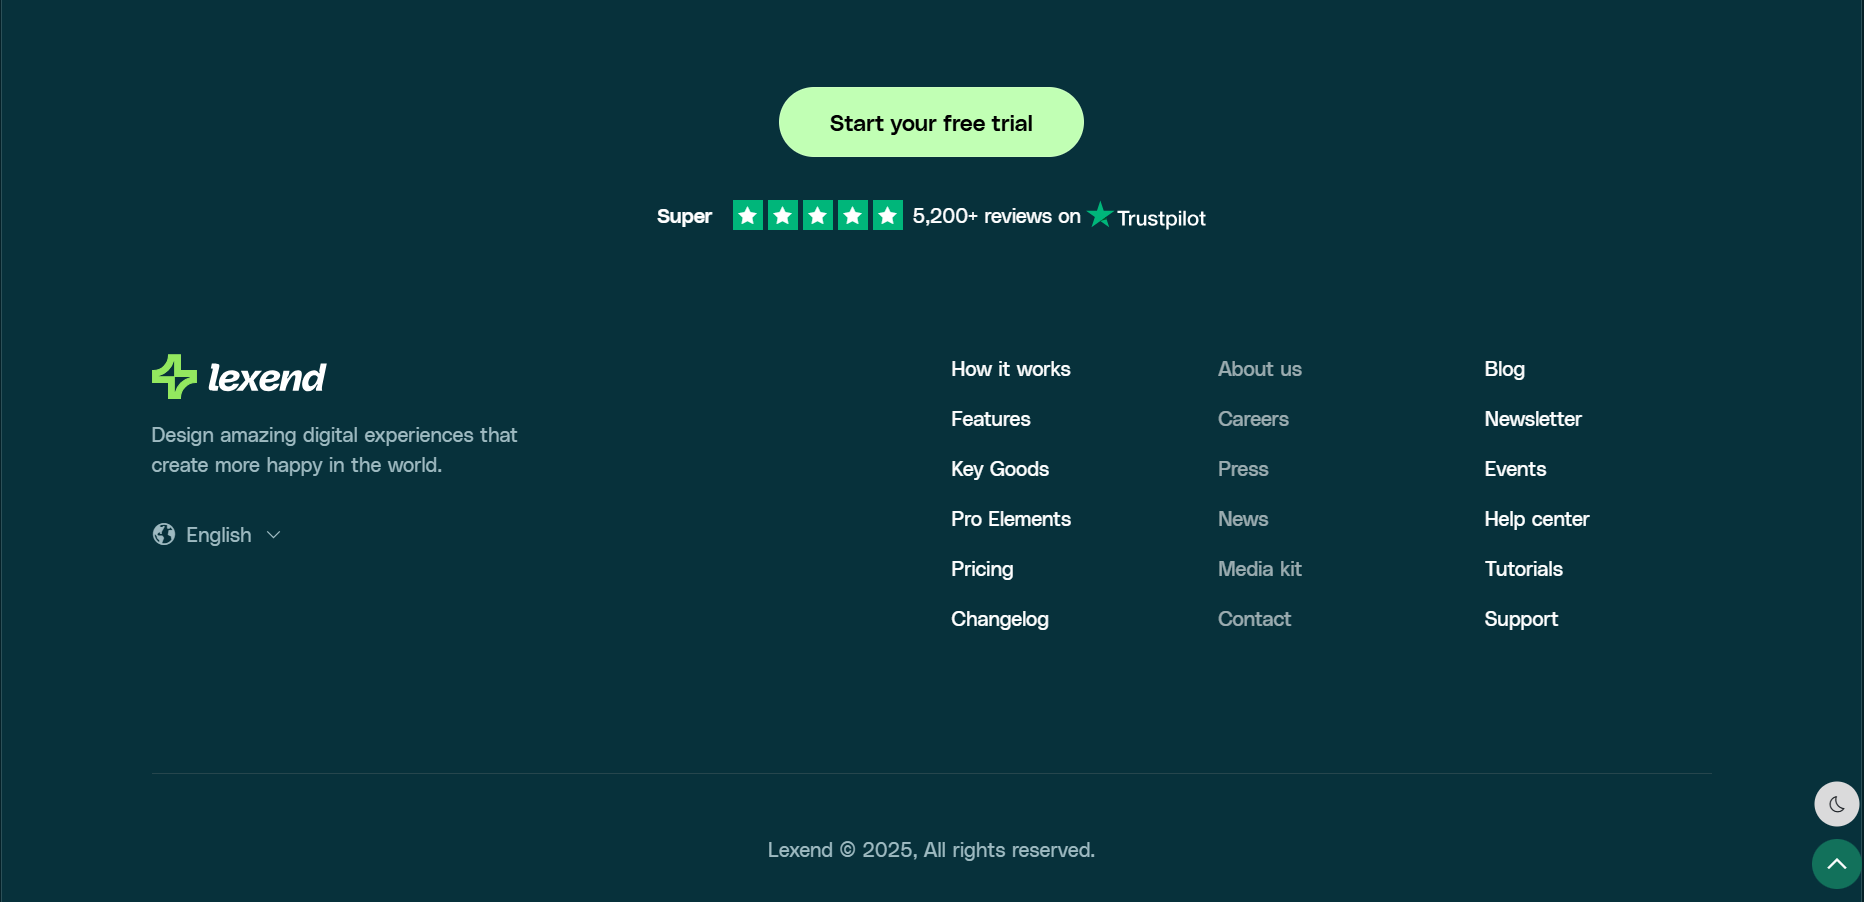 Start your free trial
Super 5,200+ reviews on Trustpilot
lexend
Design amazing digital experiences that
create more happy in the world.
English
How it works
Features
Key Goods
Pro Elements
Pricing
Changelog
About us
Careers
Press
News
Media kit
Contact
Blog
Newsletter
Events
Help center
Tutorials
Support
Lexend © 2025, All rights reserved.